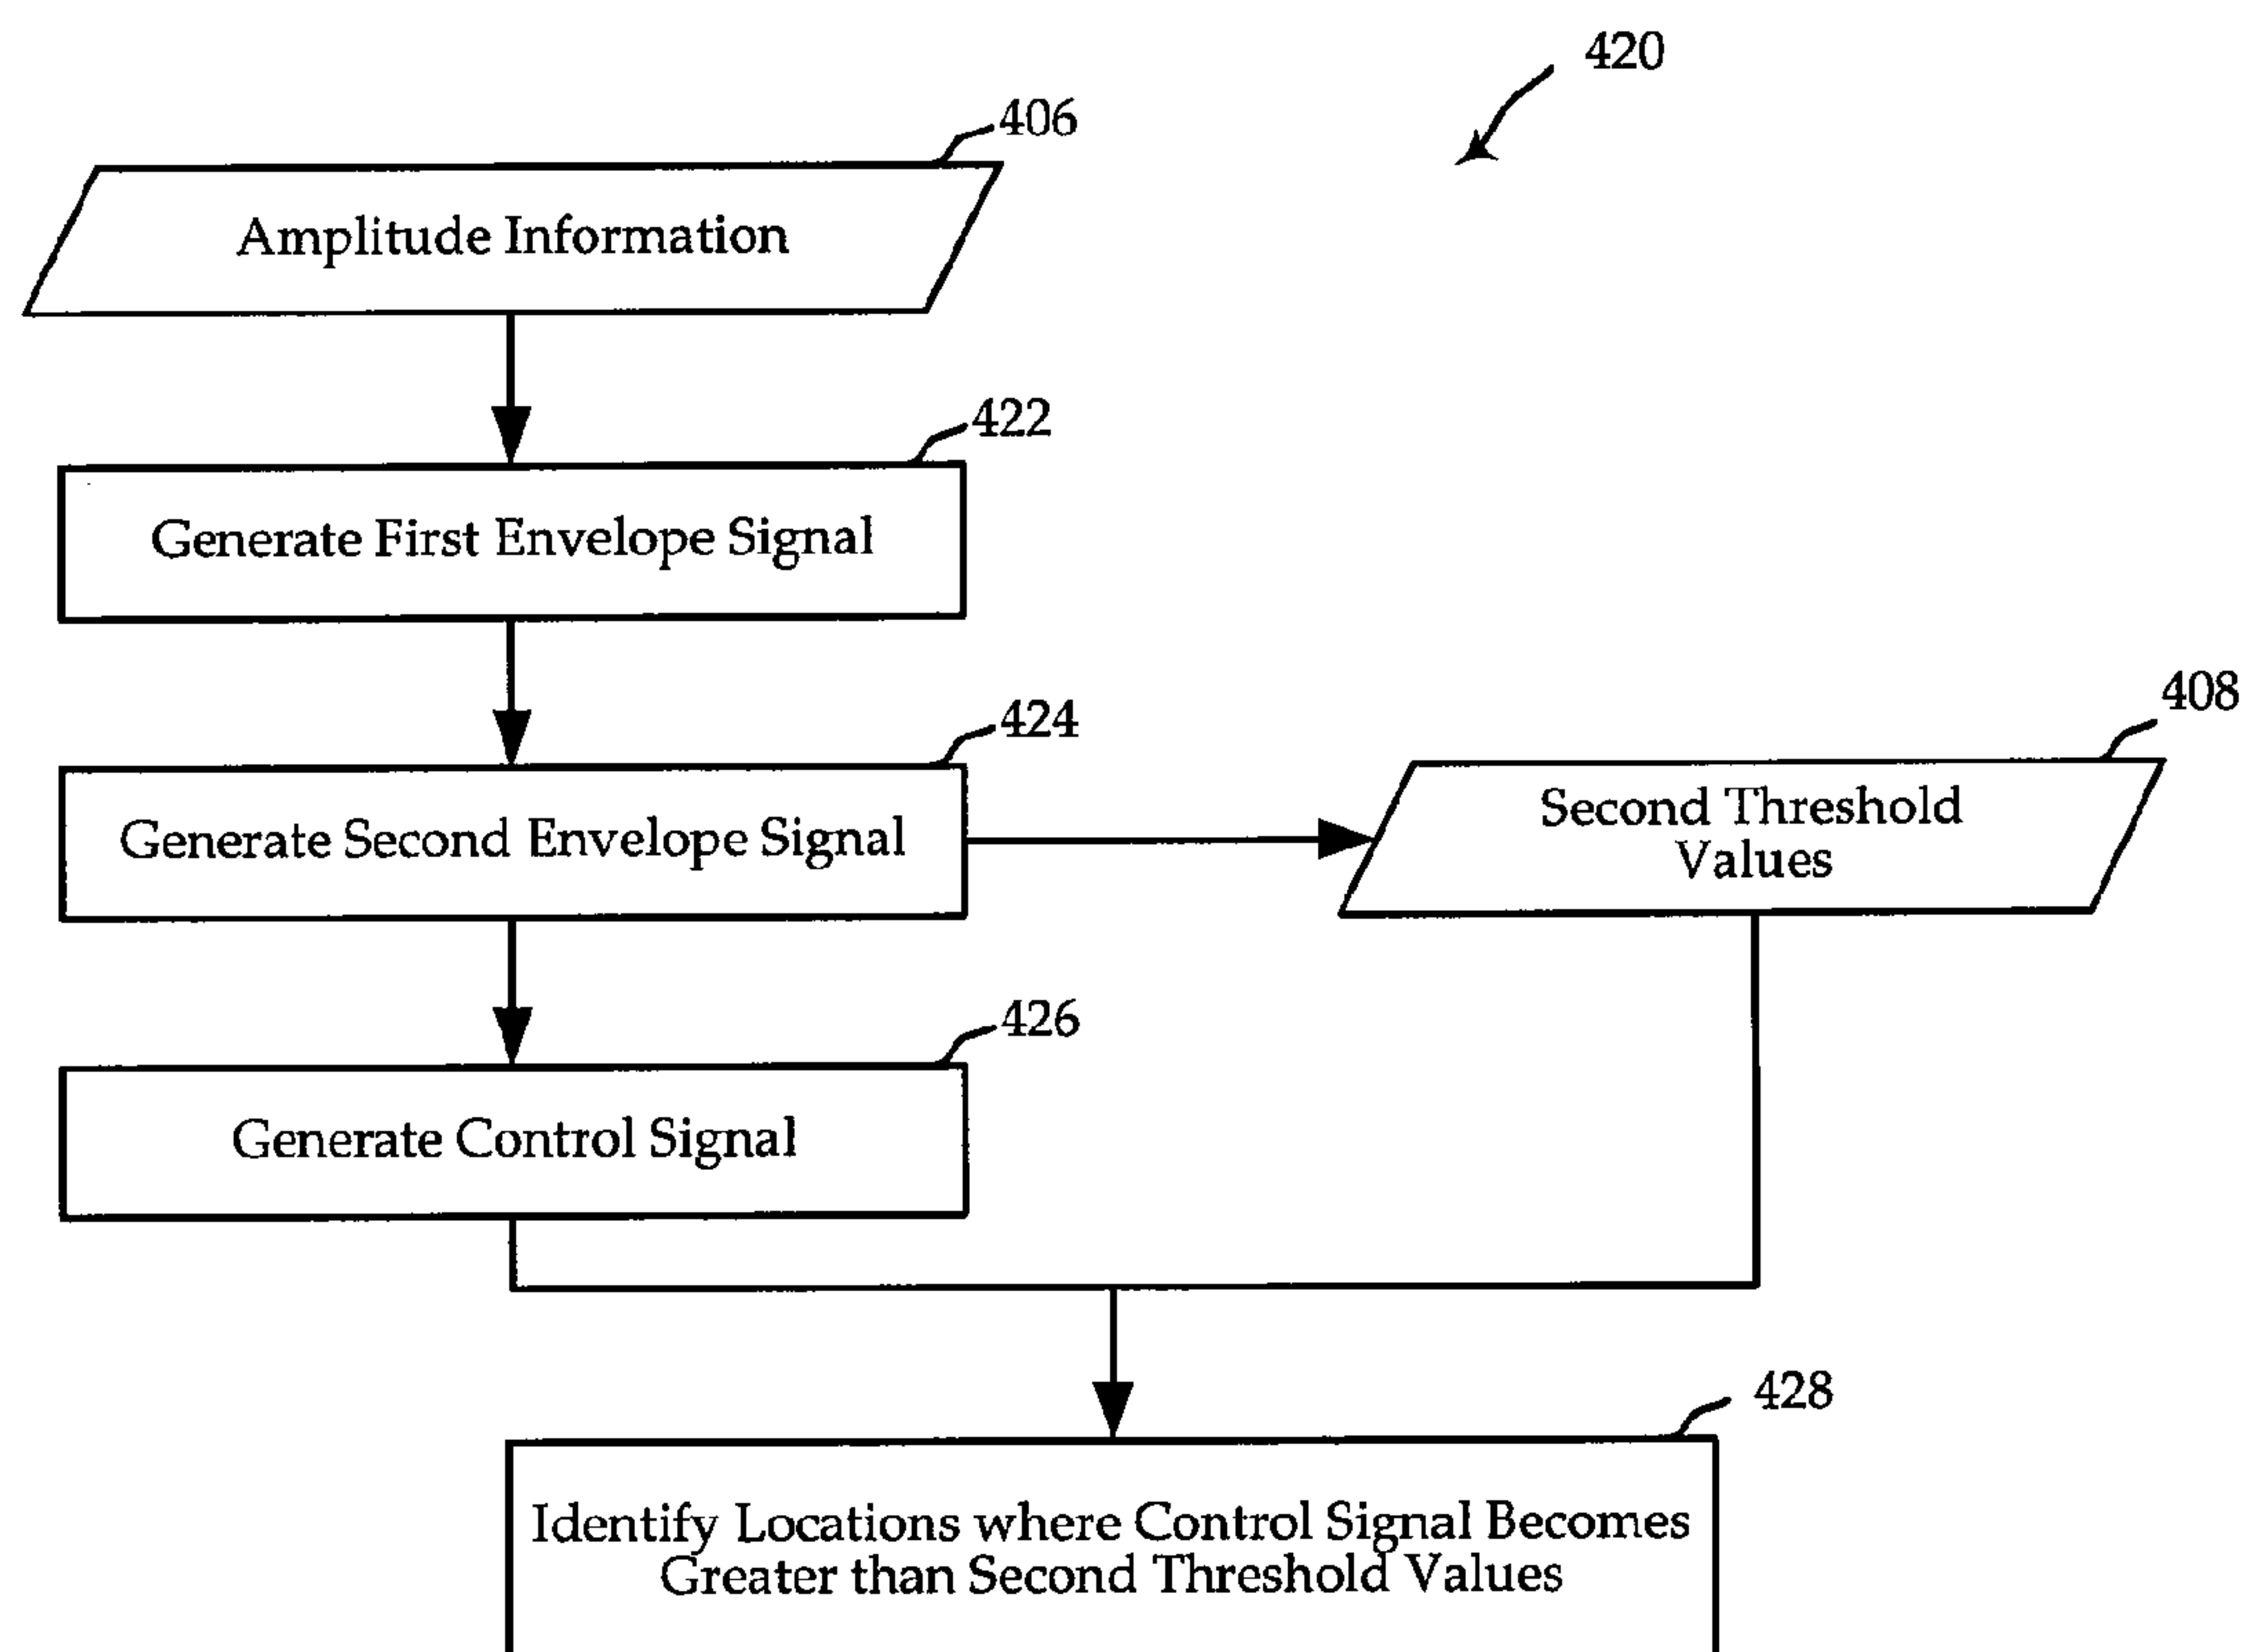 420
406
Amplitude Information
422
Generate First Envelope Signal
424
Generate Second Envelope Signal
408
Second Threshold
Values
426
Generate Control Signal
428
Identify Locations where Control Signal Becomes
Greater than Second Threshold Values